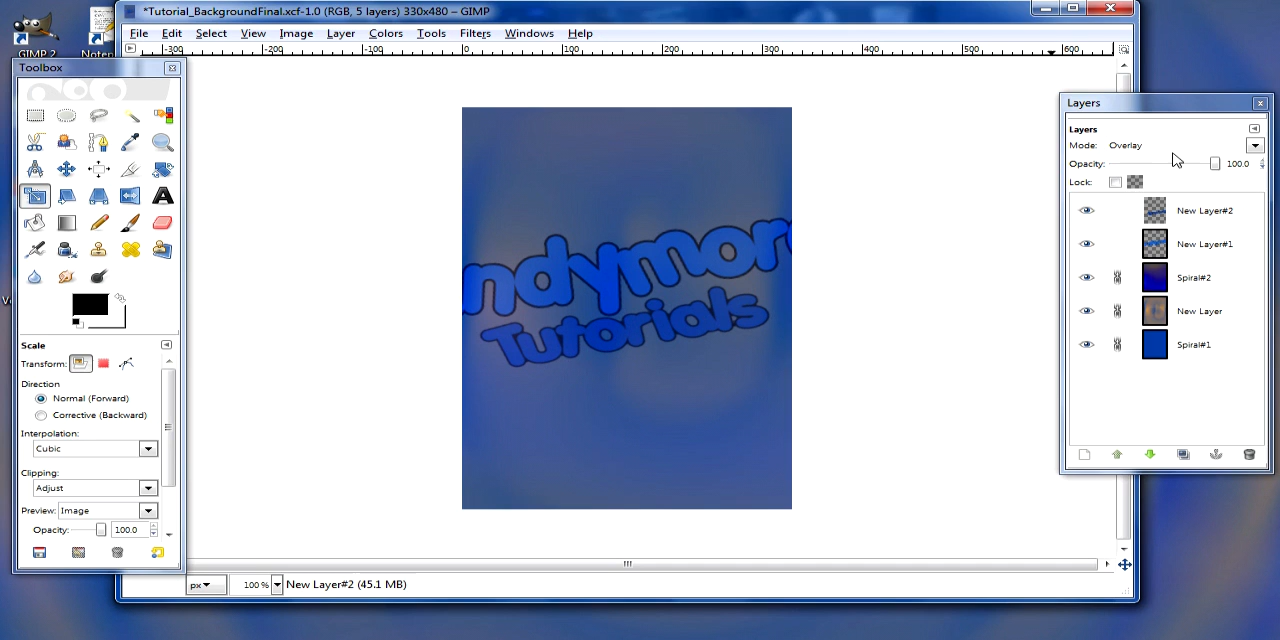 *Tutorial_BackgroundFinal.xcf-1.0 (RGB, 5 layers) 330x480 – GIMP
File Edit Select View Image Layer Colors Tools Filters Windows Help
GIMP 2
-300 -200 -100 0 100 200 300 400 500 600
Toolbox
ndymor
Tutorials
Scale
Transform:
Direction
Normal (Forward)
Corrective (Backward)
Interpolation:
Cubic
Clipping:
Adjust
Preview: Image
Opacity: 100.0
px 100 % New Layer#2 (45.1 MB)
Layers
Layers
Mode: Overlay
Opacity: 100.0
Lock:
New Layer#2
New Layer#1
Spiral#2
New Layer
Spiral#1